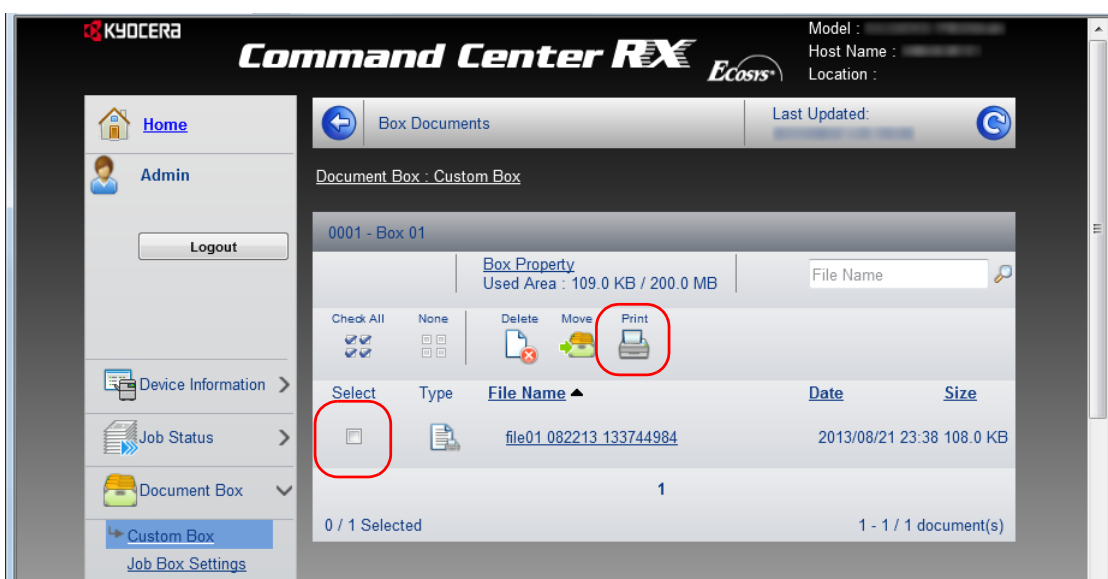 KYOCERA
Command Center RX
Ecosys
Model :
Host Name :
Location :
Home
Admin
Logout
Device Information
Job Status
Document Box
Custom Box
Job Box Settings
Box Documents
Last Updated:
Document Box : Custom Box
0001 - Box 01
Box Property
Used Area : 109.0 KB / 200.0 MB
File Name
Check All None Delete Move Print
Select Type File Name Date Size
file01 082213 133744984 2013/08/21 23:38 108.0 KB
1
0 / 1 Selected 1 - 1 / 1 document(s)